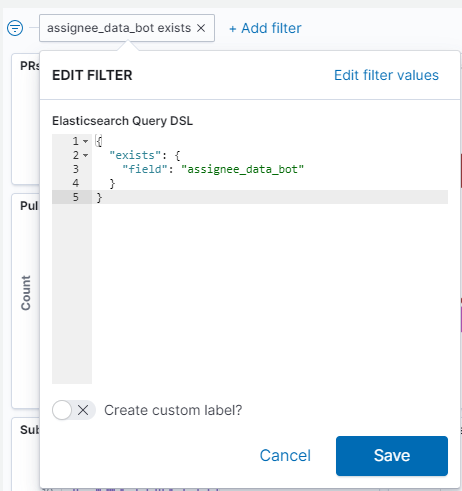 assignee_data_bot exists ×
+ Add filter
PRs
EDIT FILTER
Edit filter values
Elasticsearch Query DSL
1 {
2 "exists": {
3 "field": "assignee_data_bot"
4 }
5 }
Pul
Count
Create custom label?
Sub
Cancel
Save